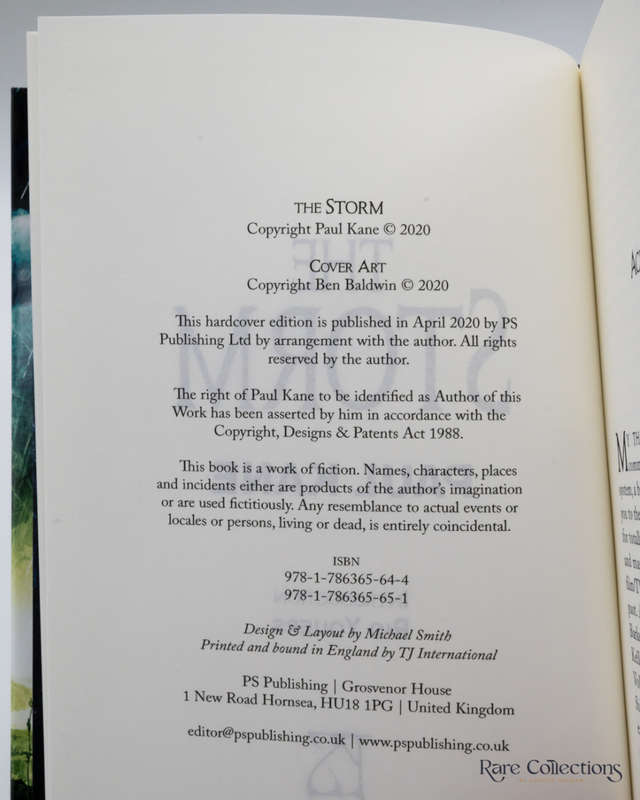 THE STORM
Copyright Paul Kane © 2020
COVER ART
Copyright Ben Baldwin © 2020
This hardcover edition is published in April 2020 by PS
Publishing Ltd by arrangement with the author. All rights
reserved by the author.
The right of Paul Kane to be identified as Author of this
Work has been asserted by him in accordance with the
Copyright, Designs & Patents Act 1988.
This book is a work of fiction. Names, characters, places
and incidents either are products of the author's imagination
or are used fictitiously. Any resemblance to actual events or
locales or persons, living or dead, is entirely coincidental.
ISBN
978-1-786365-64-4
978-1-786365-65-1
Design & Layout by Michael Smith
Printed and bound in England by TJ International
PS Publishing | Grosvenor House
1 New Road Hornsea, HU18 1PG | United Kingdom
editor@pspublishing.co.uk | www.pspublishing.co.uk
Rare Collections